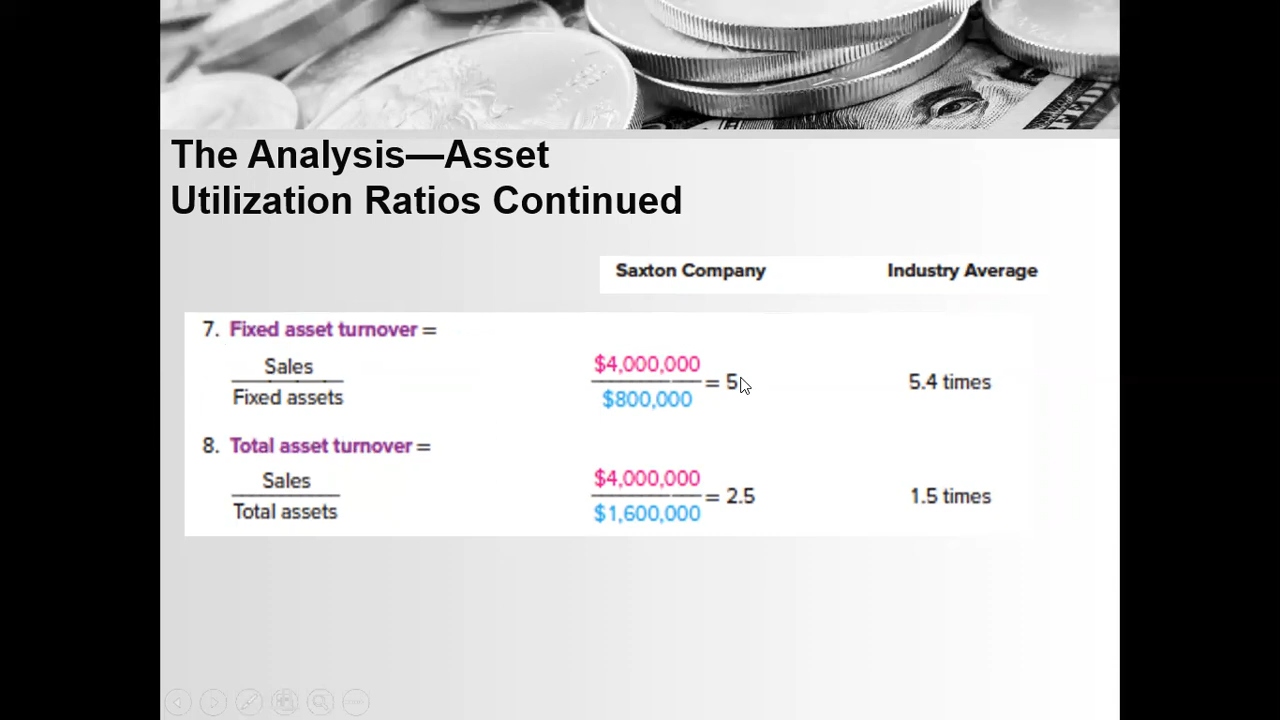 FEDE
The Analysis—Asset
Utilization Ratios Continued
Saxton Company Industry Average
7. Fixed asset turnover =
Sales
Fixed assets
$4,000,000
$800,000
= 5
5.4 times
8. Total asset turnover =
Sales
Total assets
$4,000,000
$1,600,000
= 2.5
1.5 times